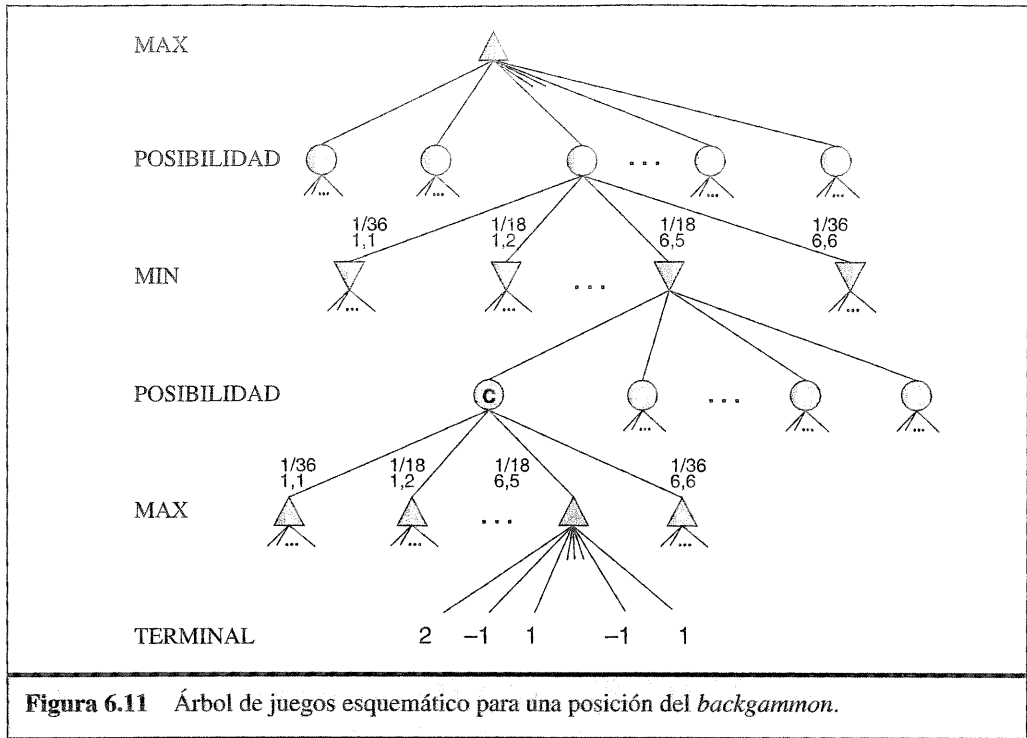 MAX
POSIBILIDAD
...
... ... ... ... ...
1/36 1/18 1/18 1/36
1,1 1,2 6,5 6,6
MIN
...
... ... ...
POSIBILIDAD
C
...
... ... ...
1/36 1/18 1/18 1/36
1,1 1,2 6,5 6,6
MAX
...
... ... ...
TERMINAL 2 –1 1 –1 1
Figura 6.11 Árbol de juegos esquemático para una posición del backgammon.